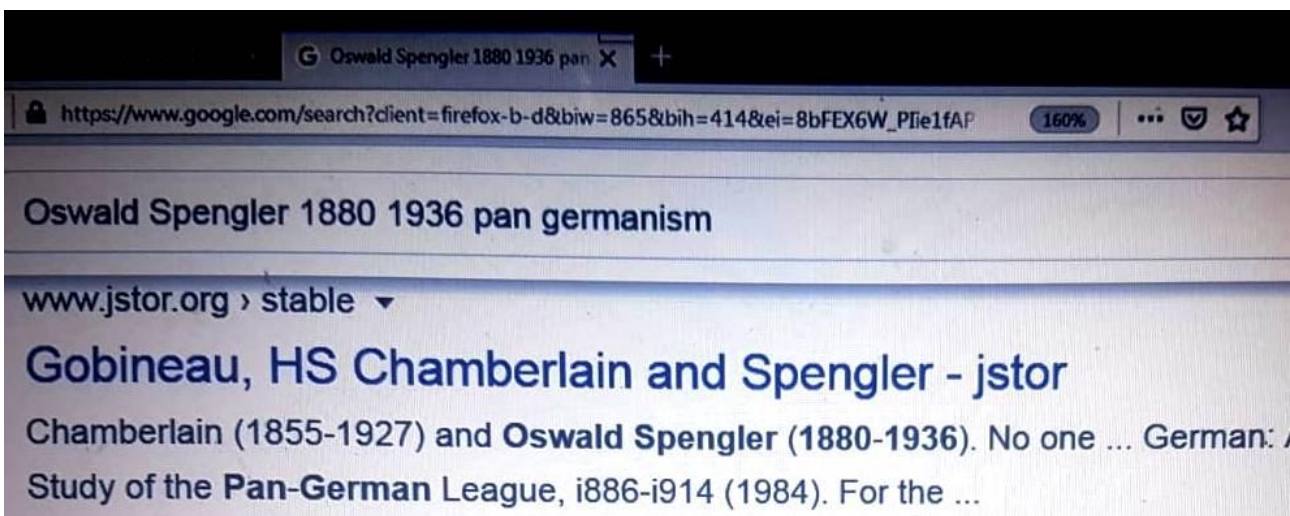 G Oswald Spengler 1880 1936 pan
https://www.google.com/search?client=firefox-b-d&biw=865&bih=414&ei=8bFEX6W_PIie1fAP
160%
Oswald Spengler 1880 1936 pan germanism
www.jstor.org › stable
Gobineau, HS Chamberlain and Spengler - jstor
Chamberlain (1855-1927) and Oswald Spengler (1880-1936). No one ... German: A
Study of the Pan-German League, i886-i914 (1984). For the ...